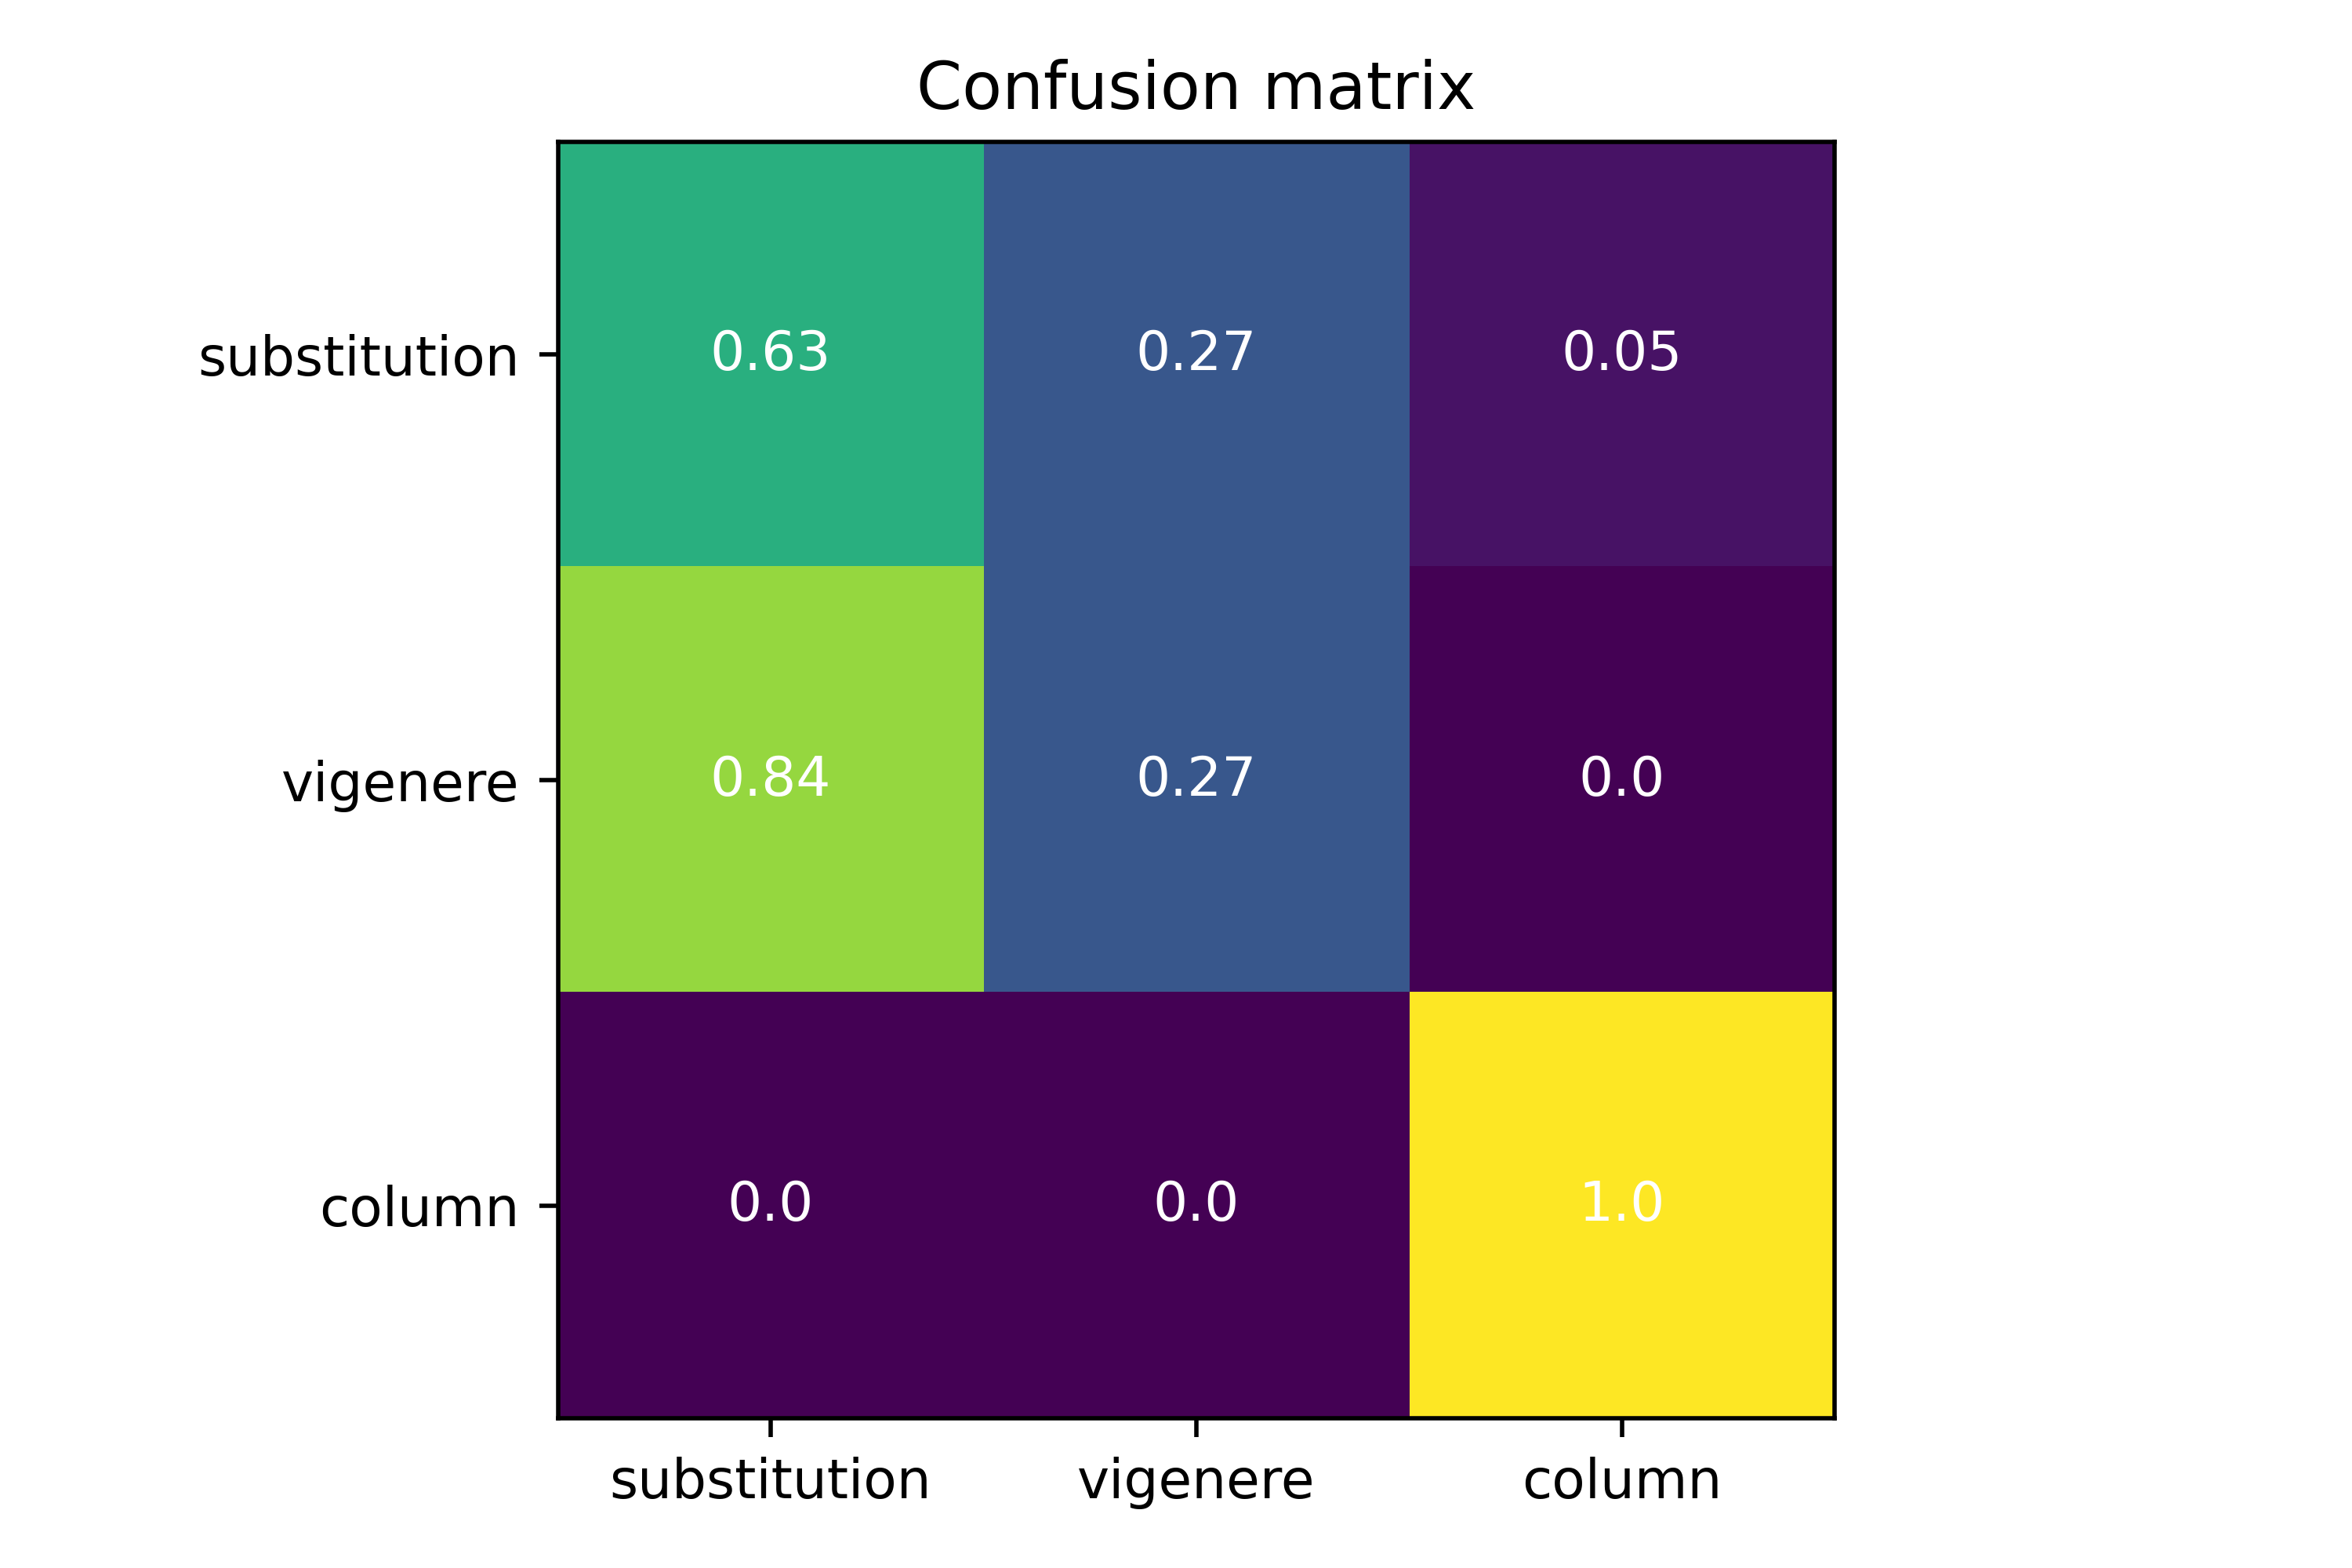 Confusion matrix
substitution 0.63 0.27 0.05
vigenere 0.84 0.27 0.0
column 0.0 0.0 1.0
substitution vigenere column